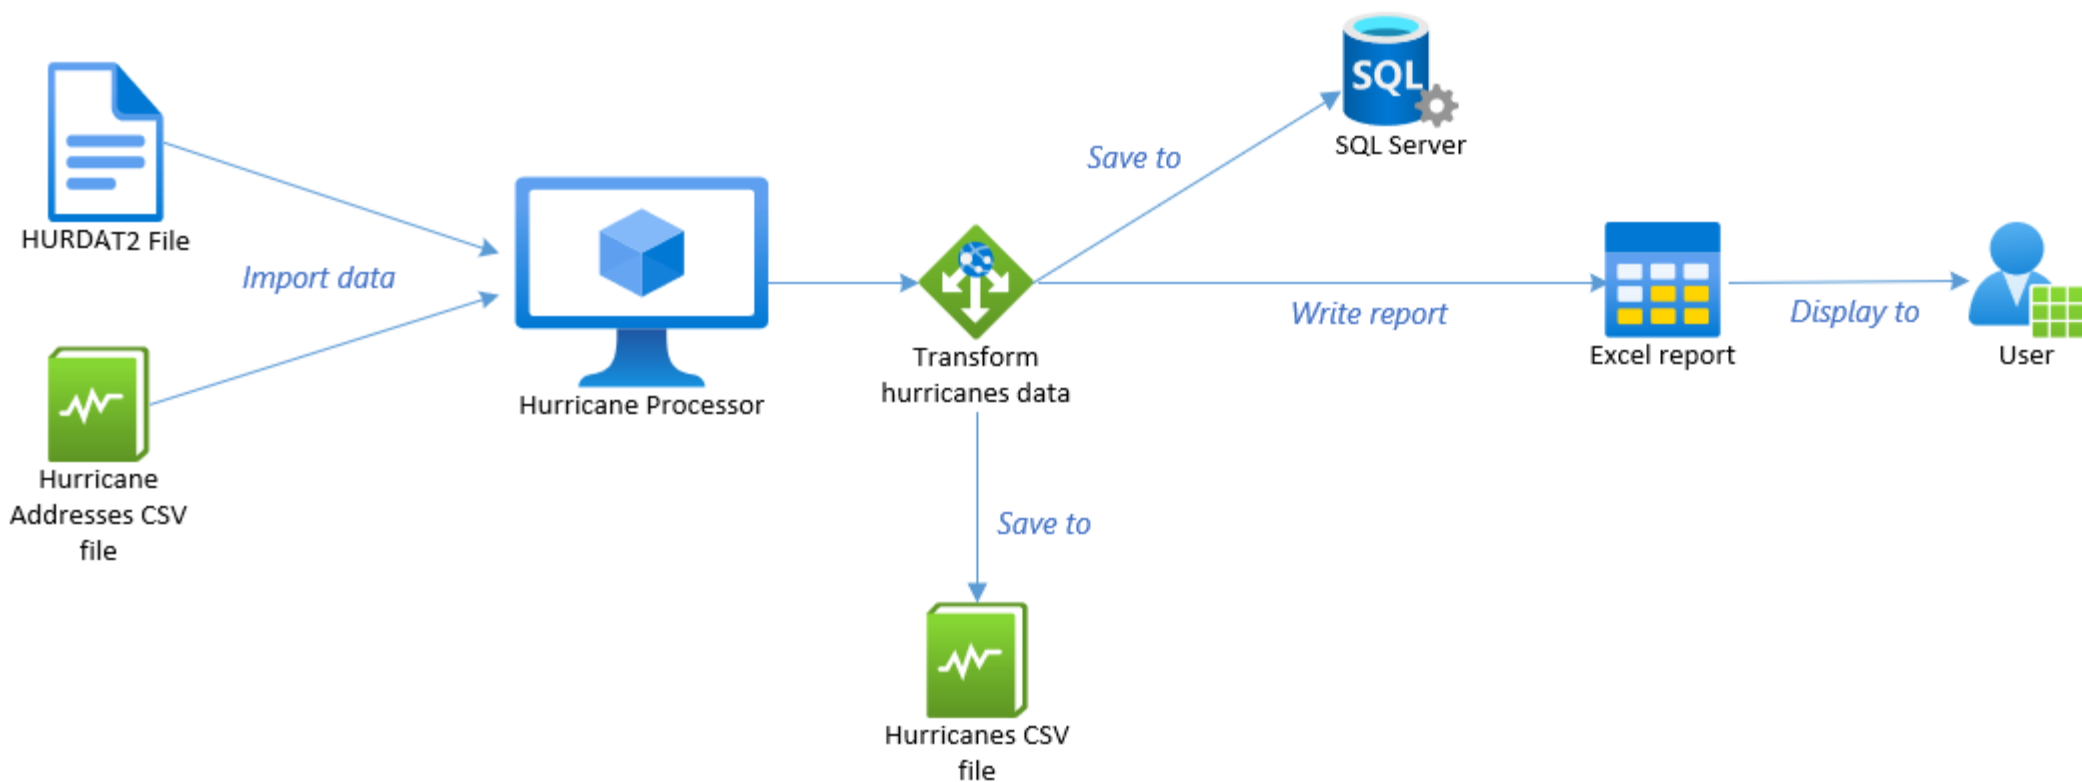 SQL
SQL Server
Save to
HURDAT2 File
Import data
Hurricane Processor
Transform
hurricanes data
Write report
Excel report
Display to
User
Hurricane
Addresses CSV
file
Save to
Hurricanes CSV
file